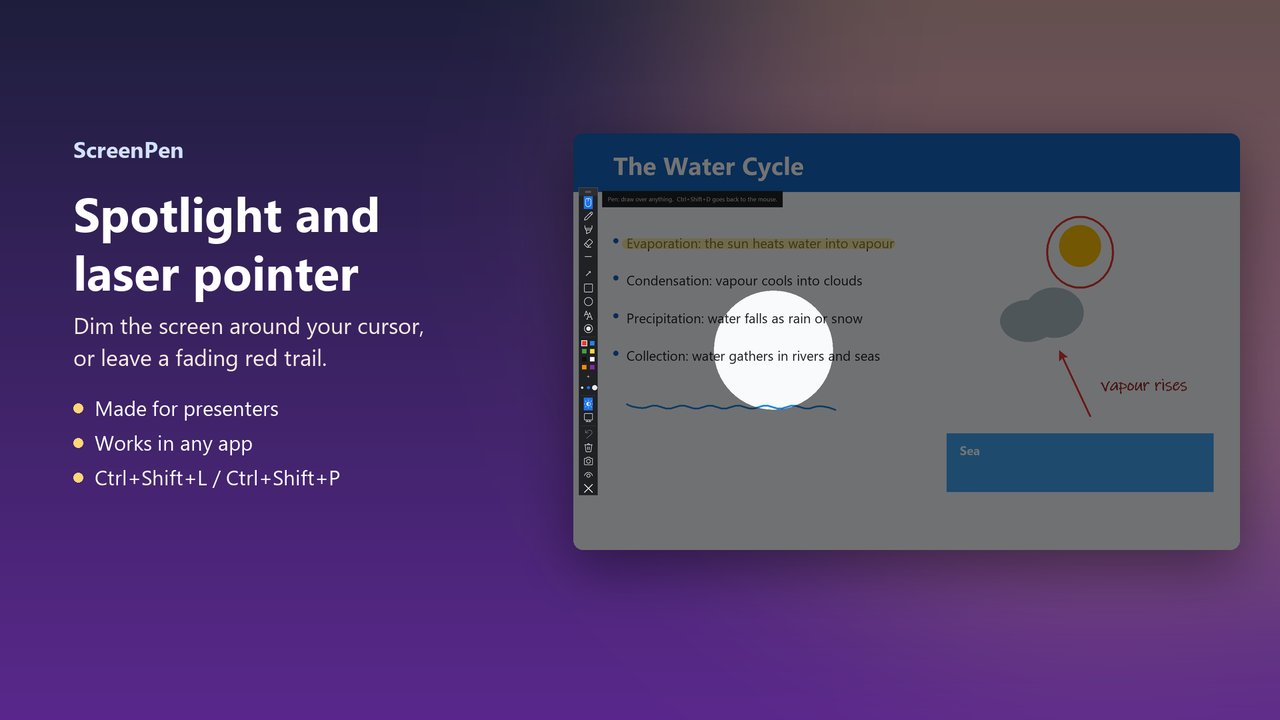 ScreenPen
Spotlight and
laser pointer
Dim the screen around your cursor,
or leave a fading red trail.
Made for presenters
Works in any app
Ctrl+Shift+L / Ctrl+Shift+P
The Water Cycle
Pen: draw over anything. Ctrl+Shift+D goes back to the mouse.
Evaporation: the sun heats water into vapour
Condensation: vapour cools into clouds
Precipitation: water falls as rain or snow
Collection: water gathers in rivers and seas
vapour rises
Sea